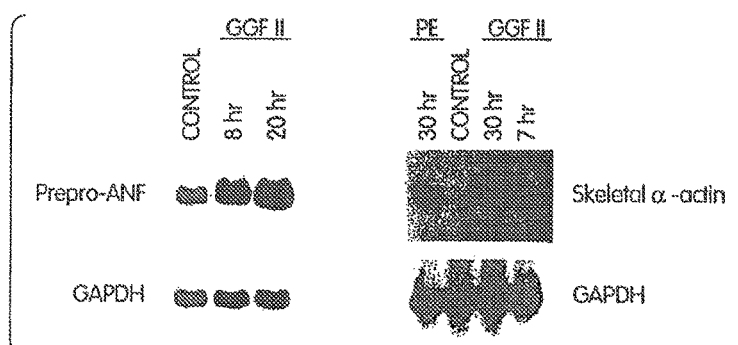 GGF II
PE GGF II
CONTROL
8 hr
20 hr
30 hr
CONTROL
30 hr
7 hr
Prepro-ANF
Skeletal α-actin
GAPDH
GAPDH